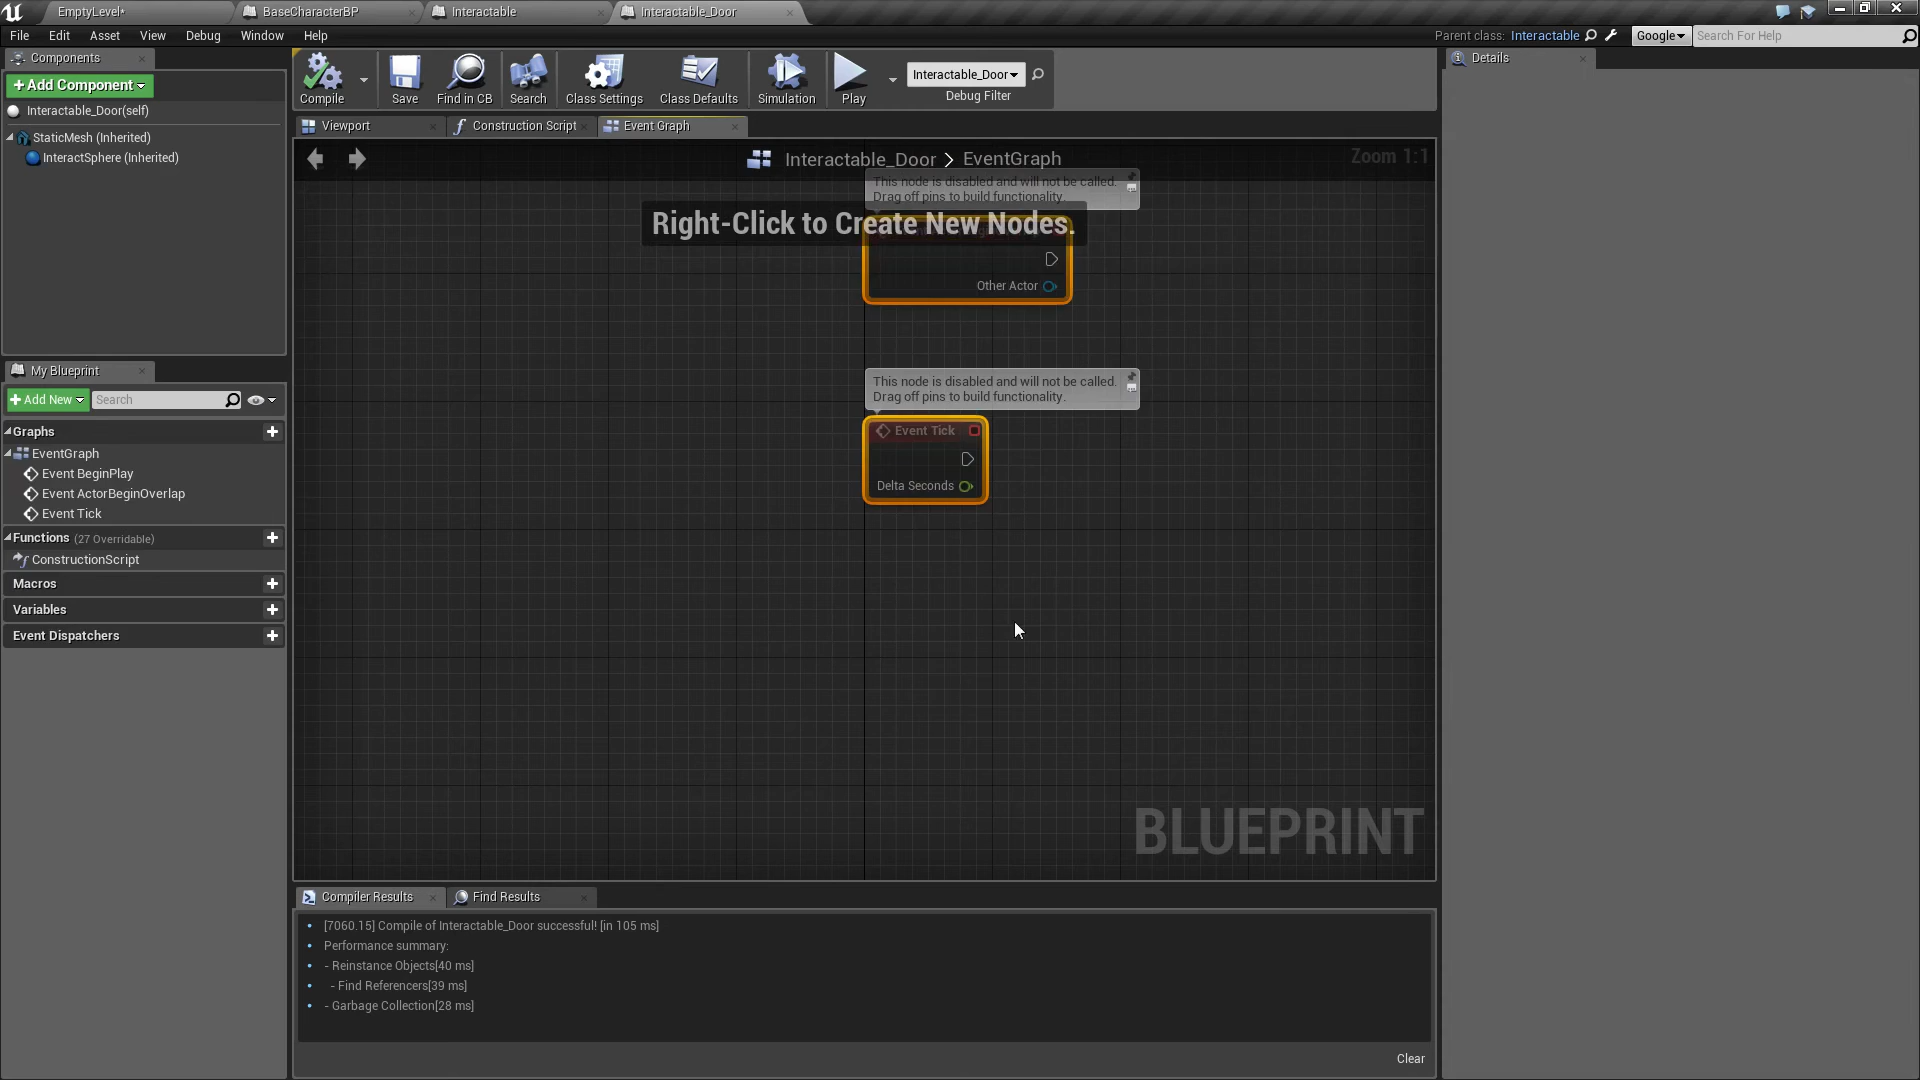 EmptyLevel*
BaseCharacterBP
Interactable
Interactable_Door
File Edit Asset View Debug Window Help
Parent class: Interactable
Google
Search For Help
Components
+Add Component
Interactable_Door(self)
StaticMesh (Inherited)
InteractSphere (Inherited)
My Blueprint
+Add New
Search
Graphs
EventGraph
Event BeginPlay
Event ActorBeginOverlap
Event Tick
Functions (27 Overridable)
ConstructionScript
Macros
Variables
Event Dispatchers
Compile
Save
Find in CB
Search
Class Settings
Class Defaults
Simulation
Play
Interactable_Door
Debug Filter
Viewport
Construction Script
Event Graph
Interactable_Door > EventGraph
Zoom 1:1
This node is disabled and will not be called.
Drag off pins to build functionality.
Right-Click to Create New Nodes.
Other Actor
This node is disabled and will not be called.
Drag off pins to build functionality.
Event Tick
Delta Seconds
BLUEPRINT
Compiler Results
Find Results
[7060.15] Compile of Interactable_Door successful! [in 105 ms]
Performance summary:
- Reinstance Objects[40 ms]
- Find Referencers[39 ms]
- Garbage Collection[28 ms]
Clear
Details